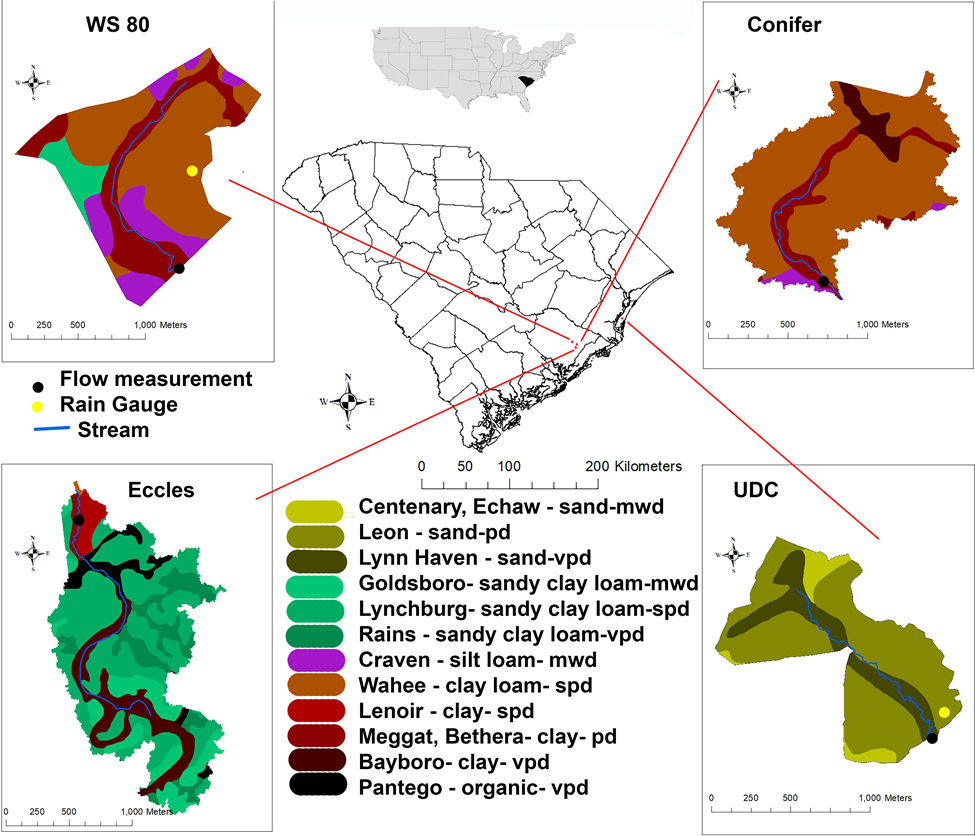 WS 80
N
W E
S
0 250 500 1,000 Meters
Conifer
N
W E
S
0 250 500 1,000 Meters
Flow measurement
Rain Gauge
Stream
N
W E
S
0 50 100 200 Kilometers
Eccles
N
W E
S
0 250 500 1,000 Meters
Centenary, Echaw - sand-mwd
Leon - sand-pd
Lynn Haven - sand-vpd
Goldsboro- sandy clay loam-mwd
Lynchburg- sandy clay loam-spd
Rains - sandy clay loam-vpd
Craven - silt loam- mwd
Wahee - clay loam- spd
Lenoir - clay- spd
Meggat, Bethera- clay- pd
Bayboro- clay- vpd
Pantego - organic- vpd
UDC
N
W E
S
0 250 500 1,000 Meters